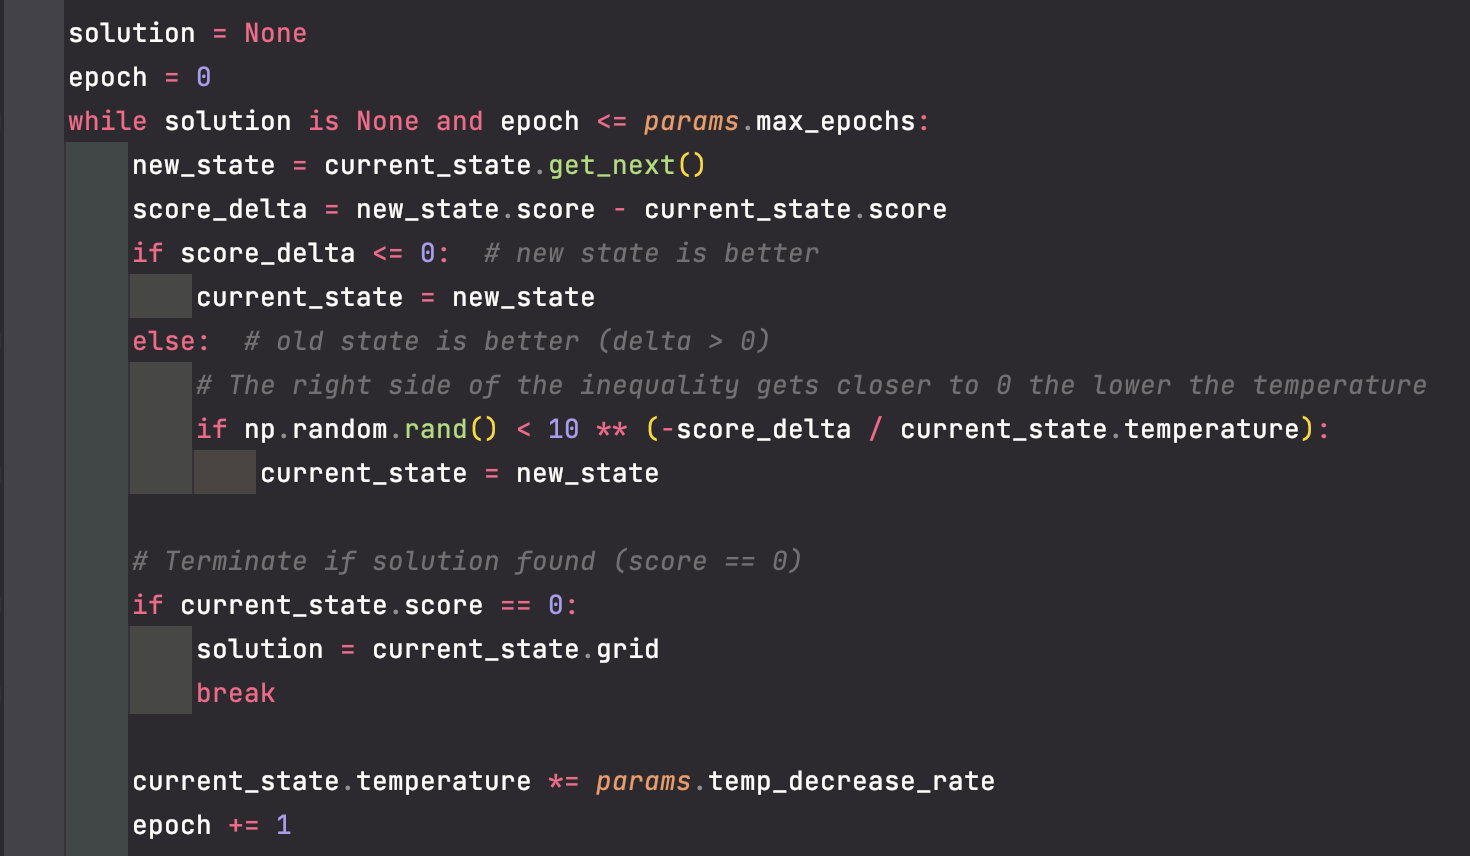 solution = None
epoch = 0
while solution is None and epoch <= params.max_epochs:
    new_state = current_state.get_next()
    score_delta = new_state.score - current_state.score
    if score_delta <= 0:  # new state is better
        current_state = new_state
    else:  # old state is better (delta > 0)
        # The right side of the inequality gets closer to 0 the lower the temperature
        if np.random.rand() < 10 ** (-score_delta / current_state.temperature):
            current_state = new_state

    # Terminate if solution found (score == 0)
    if current_state.score == 0:
        solution = current_state.grid
        break

    current_state.temperature *= params.temp_decrease_rate
    epoch += 1